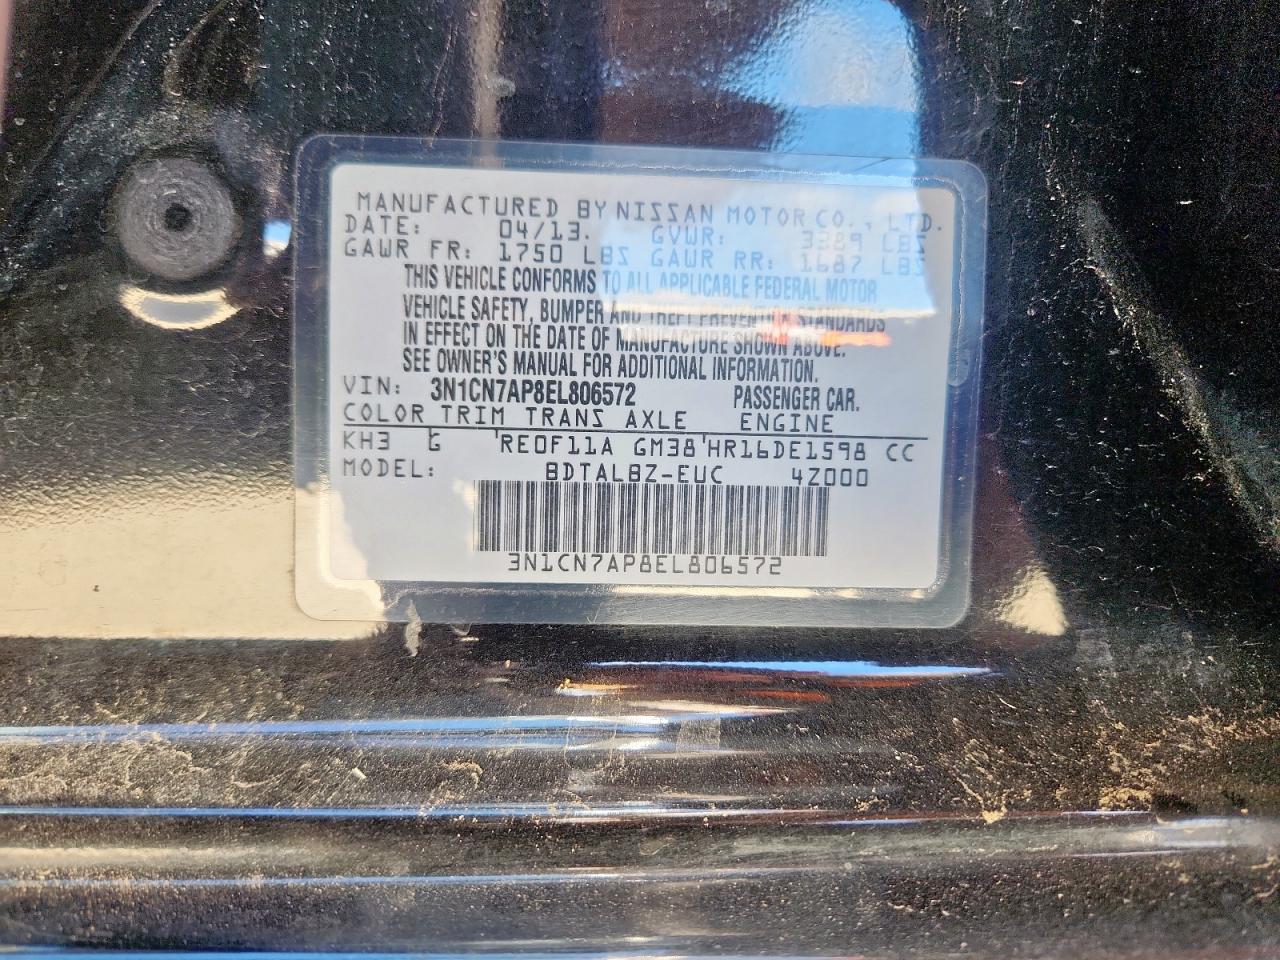 MANUFACTURED BY NISSAN MOTOR CO., LTD.
DATE: 04/13. GVWR: 3389 LBS
GAWR FR: 1750 LBS GAWR RR: 1687 LBS
THIS VEHICLE CONFORMS TO ALL APPLICABLE FEDERAL MOTOR
VEHICLE SAFETY, BUMPER AND THEFT PREVENTION STANDARDS
IN EFFECT ON THE DATE OF MANUFACTURE SHOWN ABOVE.
SEE OWNER'S MANUAL FOR ADDITIONAL INFORMATION.
VIN: 3N1CN7AP8EL806572 PASSENGER CAR.
COLOR TRIM TRANS AXLE ENGINE
KH3 G 'RE0F11A GM38'HR16DE1598 CC
MODEL: BDTALBZ-EUC 4Z000
3N1CN7AP8EL806572